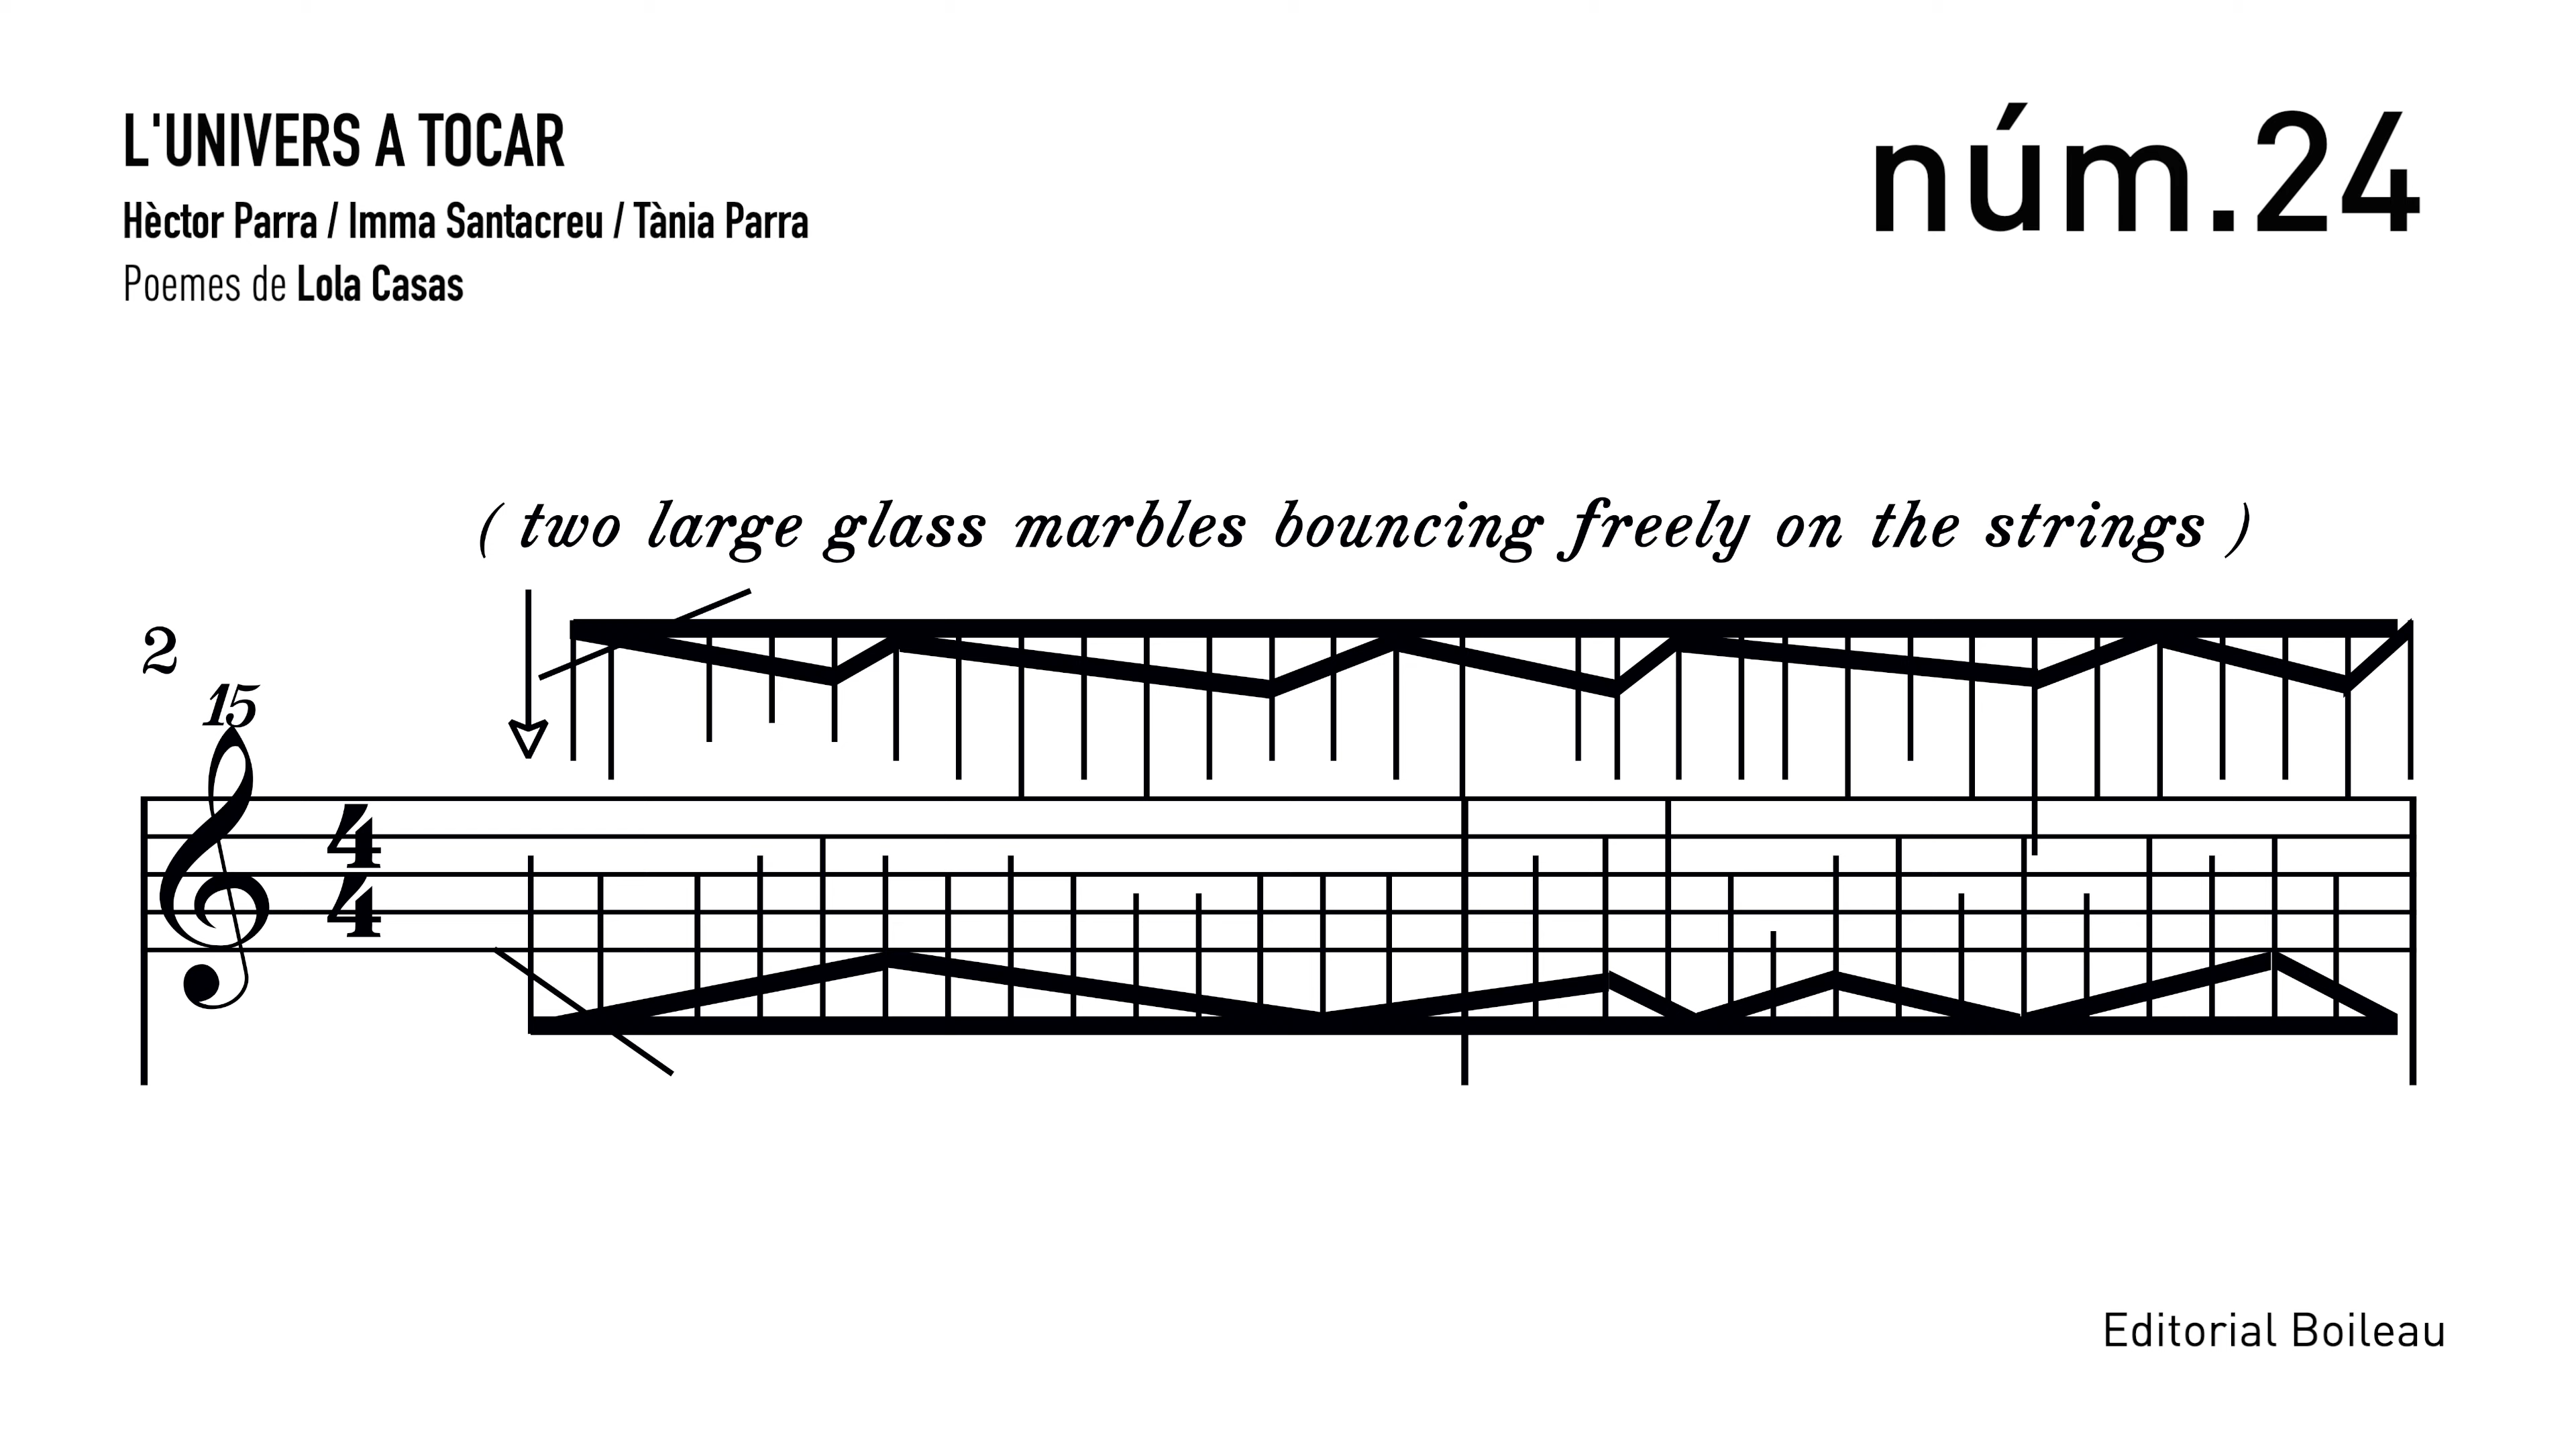 L'UNIVERS A TOCAR
Hèctor Parra / Imma Santacreu / Tània Parra
Poemes de Lola Casas
núm.24
( two large glass marbles bouncing freely on the strings )
2
15
4
4
Editorial Boileau